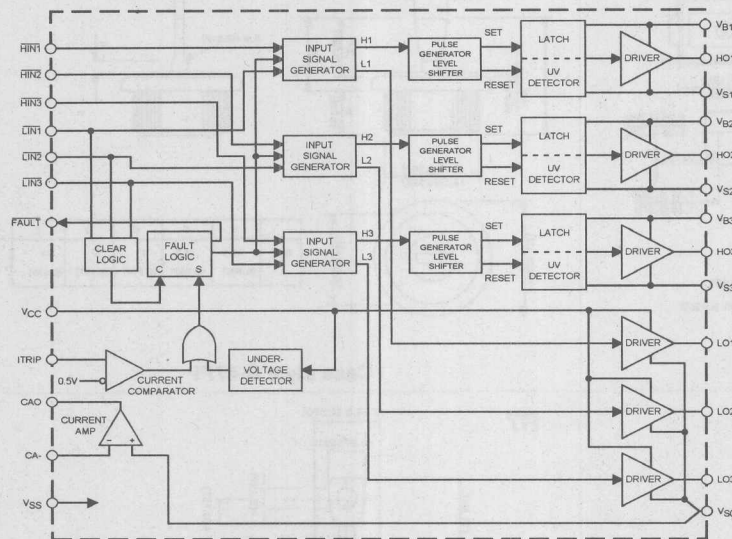 HIN1
HIN2
HIN3
LIN1
LIN2
LIN3
FAULT
VCC
ITRIP
0.5V
CAO
CA-
VSS
INPUT
SIGNAL
GENERATOR
H1
L1
PULSE
GENERATOR
LEVEL
SHIFTER
SET
RESET
LATCH
UV
DETECTOR
DRIVER
VB1
HO1
VS1
INPUT
SIGNAL
GENERATOR
H2
L2
PULSE
GENERATOR
LEVEL
SHIFTER
SET
RESET
LATCH
UV
DETECTOR
DRIVER
VB2
HO2
VS2
INPUT
SIGNAL
GENERATOR
H3
L3
PULSE
GENERATOR
LEVEL
SHIFTER
SET
RESET
LATCH
UV
DETECTOR
DRIVER
VB3
HO3
VS3
CLEAR
LOGIC
FAULT
LOGIC
C S
CURRENT
COMPARATOR
UNDER-
VOLTAGE
DETECTOR
CURRENT
AMP
- +
DRIVER
LO1
DRIVER
LO2
DRIVER
LO3
VS0